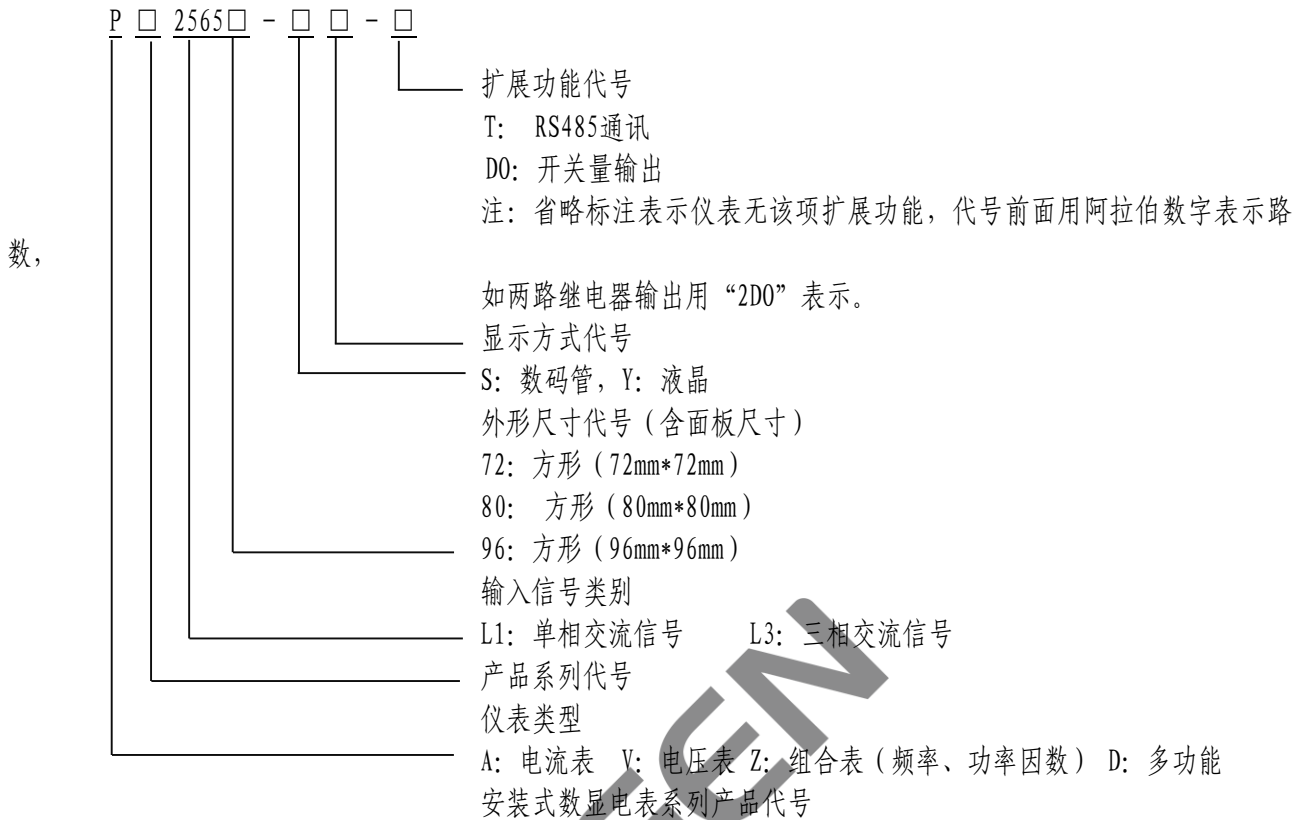 P □ 2565□ - □ □ - □
扩展功能代号
T： RS485通讯
DO：开关量输出
注：省略标注表示仪表无该项扩展功能，代号前面用阿拉伯数字表示路
数，
如两路继电器输出用“2DO”表示。
显示方式代号
S：数码管，Y：液晶
外形尺寸代号（含面板尺寸）
72：方形（72mm*72mm）
80： 方形（80mm*80mm）
96：方形（96mm*96mm）
输入信号类别
L1：单相交流信号 L3：三相交流信号
产品系列代号
仪表类型
A：电流表 V：电压表 Z：组合表（频率、功率因数） D：多功能
安装式数显电表系列产品代号